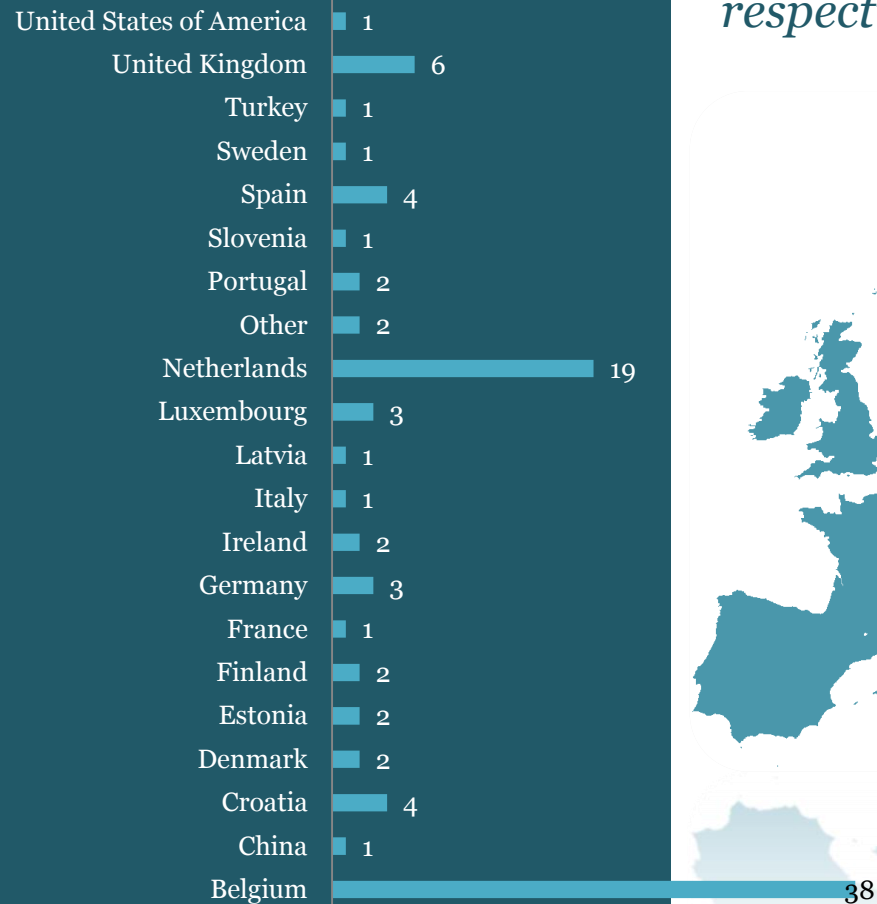 respect
United States of America 1
United Kingdom 6
Turkey 1
Sweden 1
Spain 4
Slovenia 1
Portugal 2
Other 2
Netherlands 19
Luxembourg 3
Latvia 1
Italy 1
Ireland 2
Germany 3
France 1
Finland 2
Estonia 2
Denmark 2
Croatia 4
China 1
Belgium 38